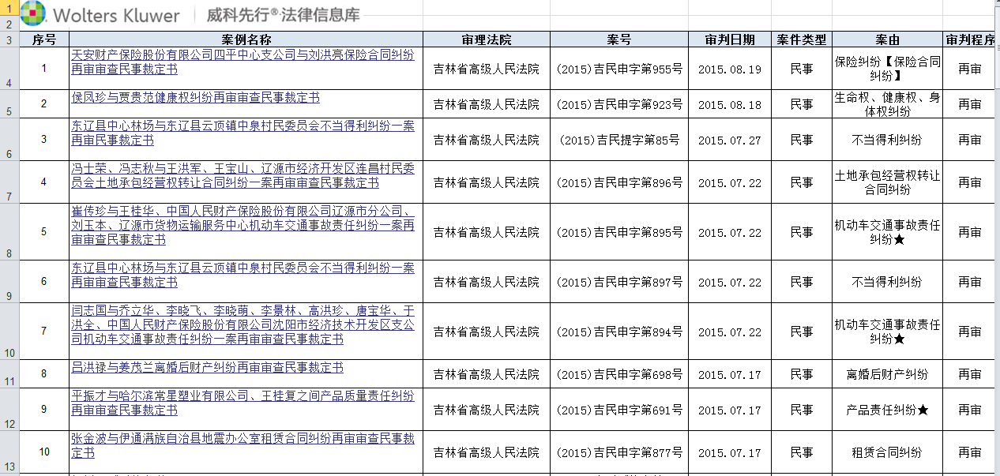 1
Wolters Kluwer 威科先行®·法律信息库
2
3 序号 案例名称 审理法院 案号 审判日期 案件类型 案由 审判程序
天安财产保险股份有限公司四平中心支公司与刘洪亮保险合同纠纷
再审审查民事裁定书
4 1 吉林省高级人民法院 (2015)吉民申字第955号 2015.08.19 民事 保险纠纷【保险合同
纠纷】 再审
5 2 侯凤珍与贾贵范健康权纠纷再审审查民事裁定书 吉林省高级人民法院 (2015)吉民申字第923号 2015.08.18 民事 生命权、健康权、身
体权纠纷 再审
东辽县中心林场与东辽县云顶镇中泉村民委员会不当得利纠纷一案
再审民事裁定书
6 3 吉林省高级人民法院 (2015)吉民提字第85号 2015.07.27 民事 不当得利纠纷 再审
冯士荣、冯志秋与王洪军、王宝山、辽源市经济开发区连昌村民委
员会土地承包经营权转让合同纠纷一案再审审查民事裁定书
7 4 吉林省高级人民法院 (2015)吉民申字第896号 2015.07.22 民事 土地承包经营权转让
合同纠纷 再审
崔传珍与王桂华、中国人民财产保险股份有限公司辽源市分公司、
刘玉本、辽源市货物运输服务中心机动车交通事故责任纠纷一案再
审审查民事裁定书
8 5 吉林省高级人民法院 (2015)吉民申字第895号 2015.07.22 民事 机动车交通事故责任
纠纷★ 再审
东辽县中心林场与东辽县云顶镇中泉村民委员会不当得利纠纷一案
再审审查民事裁定书
9 6 吉林省高级人民法院 (2015)吉民申字第897号 2015.07.22 民事 不当得利纠纷 再审
闫志国与乔立华、李晓飞、李晓萌、李景林、高洪珍、唐宝华、于
洪全、中国人民财产保险股份有限公司沈阳市经济技术开发区支公
司机动车交通事故责任纠纷一案再审审查民事裁定书
10 7 吉林省高级人民法院 (2015)吉民申字第894号 2015.07.22 民事 机动车交通事故责任
纠纷★ 再审
11 8 吕洪禄与姜茂兰离婚后财产纠纷再审审查民事裁定书 吉林省高级人民法院 (2015)吉民申字第698号 2015.07.17 民事 离婚后财产纠纷 再审
平振才与哈尔滨常星塑业有限公司、王桂复之间产品质量责任纠纷
再审审查民事裁定书
12 9 吉林省高级人民法院 (2015)吉民申字第691号 2015.07.17 民事 产品责任纠纷★ 再审
张金波与伊通满族自治县地震办公室租赁合同纠纷再审审查民事裁
定书
13 10 吉林省高级人民法院 (2015)吉民申字第877号 2015.07.17 民事 租赁合同纠纷 再审